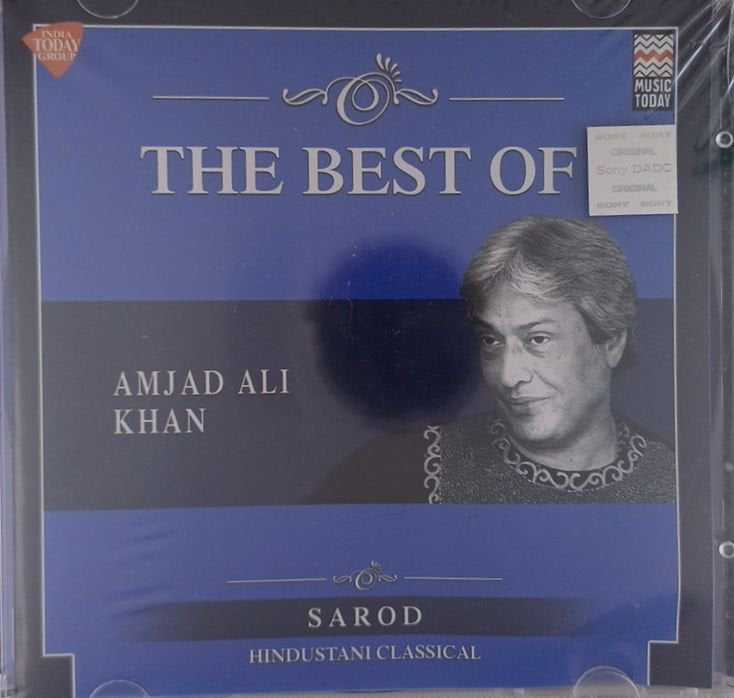 INDIA
TODAY
GROUP
MUSIC
TODAY
THE BEST OF
SONY SONY
ORIGINAL
Sony DADC
ORIGINAL
SONY SONY
AMJAD ALI
KHAN
SAROD
HINDUSTANI CLASSICAL